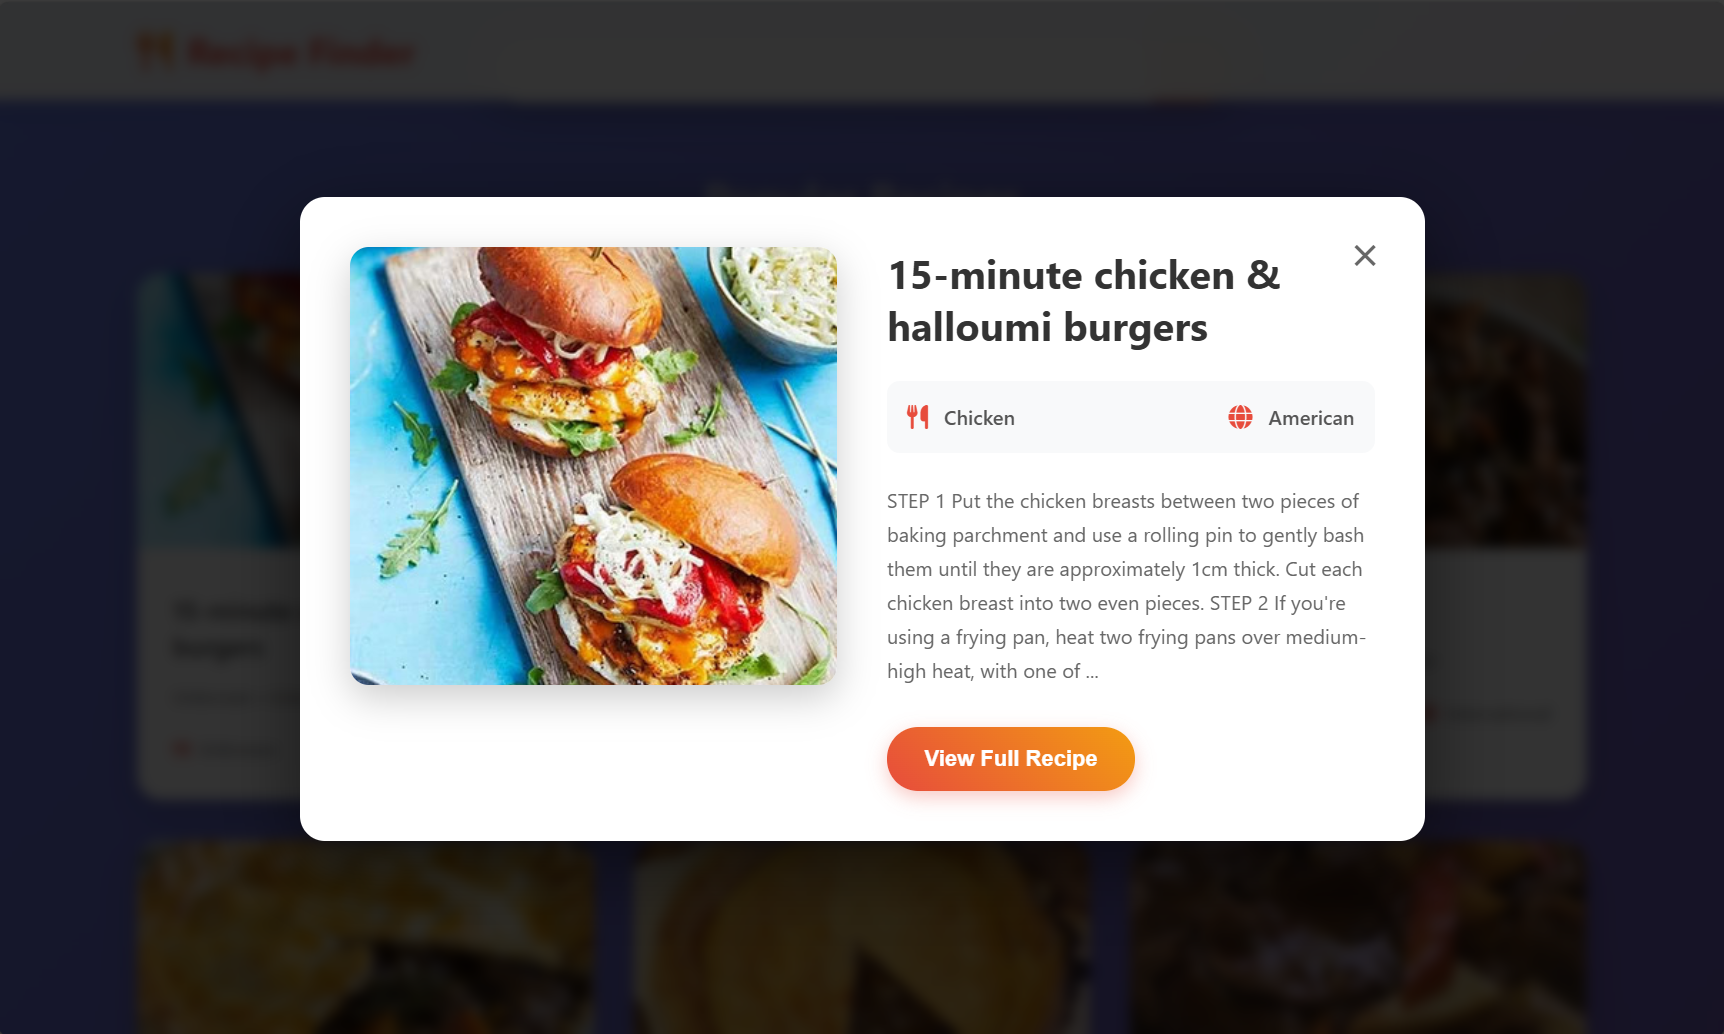 Recipe Finder
15-minute chicken &
halloumi burgers
Chicken
American
STEP 1 Put the chicken breasts between two pieces of
baking parchment and use a rolling pin to gently bash
them until they are approximately 1cm thick. Cut each
chicken breast into two even pieces. STEP 2 If you're
using a frying pan, heat two frying pans over medium-
high heat, with one of ...
View Full Recipe
15-minute
burgers